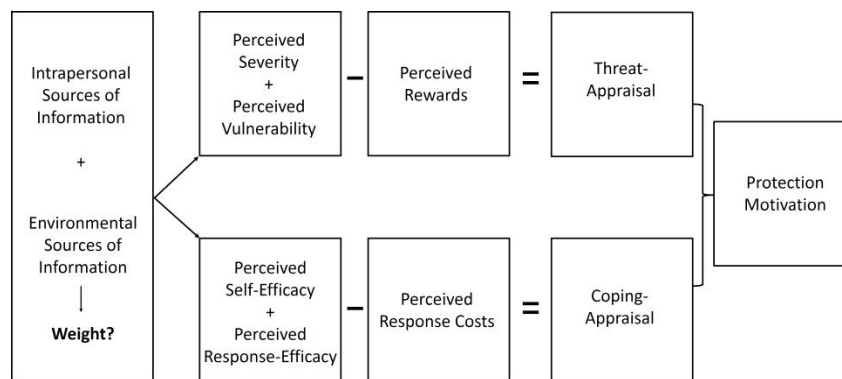 Intrapersonal
Sources of
Information
+
Environmental
Sources of
Information
Weight?
Perceived
Severity
+
Perceived
Vulnerability
−
Perceived
Rewards
=
Threat-
Appraisal
Perceived
Self-Efficacy
+
Perceived
Response-Efficacy
−
Perceived
Response Costs
=
Coping-
Appraisal
Protection
Motivation